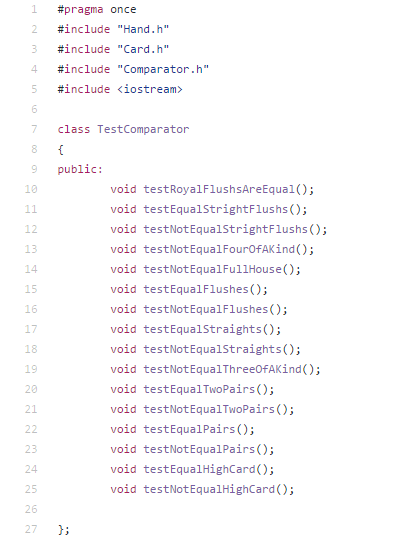 1 #pragma once
2 #include "Hand.h"
3 #include "Card.h"
4 #include "Comparator.h"
5 #include <iostream>
6
7 class TestComparator
8 {
9 public:
10 void testRoyalFlushsAreEqual();
11 void testEqualStrightFlushs();
12 void testNotEqualStrightFlushs();
13 void testNotEqualFourOfAKind();
14 void testNotEqualFullHouse();
15 void testEqualFlushes();
16 void testNotEqualFlushes();
17 void testEqualStraights();
18 void testNotEqualStraights();
19 void testNotEqualThreeOfAKind();
20 void testEqualTwoPairs();
21 void testNotEqualTwoPairs();
22 void testEqualPairs();
23 void testNotEqualPairs();
24 void testEqualHighCard();
25 void testNotEqualHighCard();
26
27 };